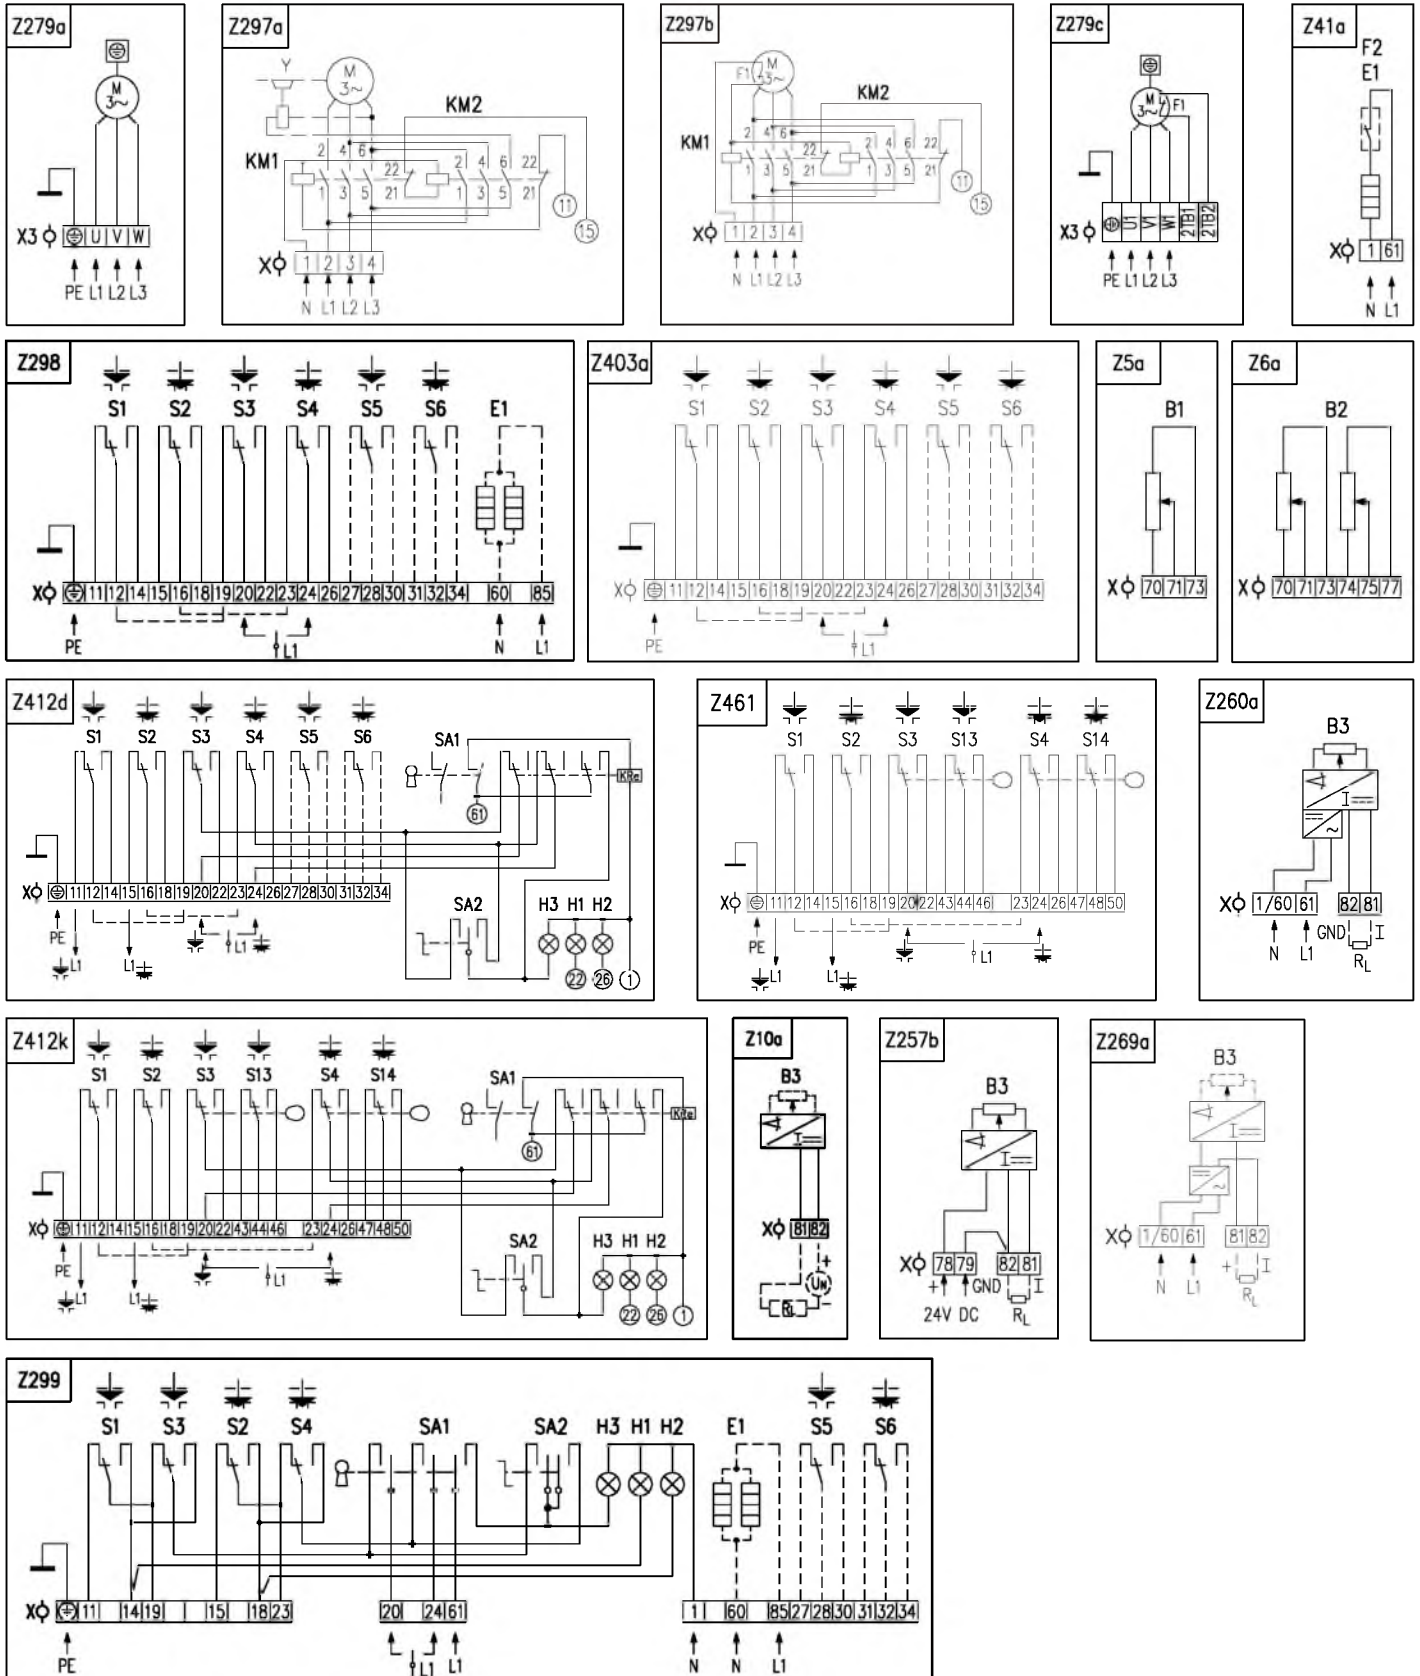 Z279a
M
3~
X3 U V W
PE L1 L2 L3
Z297a
Y
M
3~
KM2
2 4 6 22 2 4 6 22
KM1
1 3 5 21 1 3 5 21
11
15
X 1 2 3 4
N L1 L2 L3
Z297b
M
F1 3~
KM2
2 4 6 22 2 4 6 22
KM1
1 3 5 21 1 3 5 21
11
15
X 1 2 3 4
N L1 L2 L3
Z279c
M
3~ F1
X3 U1 V1 W1 2TB1 2TB2
PE L1 L2 L3
Z41a
F2
E1
X 1 61
N L1
Z298
S1 S2 S3 S4 S5 S6 E1
X 11 12 14 15 16 18 19 20 22 23 24 26 27 28 30 31 32 34 60 85
PE L1 N L1
Z403a
S1 S2 S3 S4 S5 S6
X 11 12 14 15 16 18 19 20 22 23 24 26 27 28 30 31 32 34
PE L1
Z5a
B1
X 70 71 73
Z6a
B2
X 70 71 73 74 75 77
Z412d
S1 S2 S3 S4 S5 S6 SA1
KRe
61
X 11 12 14 15 16 18 19 20 22 23 24 26 27 28 30 31 32 34
SA2 H3 H1 H2
PE L1 L1 L1
22 26 1
Z461
S1 S2 S3 S13 S4 S14
X 11 12 14 15 16 18 19 20 22 43 44 46 23 24 26 47 48 50
PE L1 L1 L1
Z260a
B3
I
~
X 1/60 61 82 81
N L1 GND I
RL
Z412k
S1 S2 S3 S13 S4 S14 SA1
KRe
61
X 11 12 14 15 16 18 19 20 22 43 44 46 23 24 26 47 48 50
SA2 H3 H1 H2
PE L1 L1 L1
22 26 1
Z10a
B3
I
X 81 82
+
UN
RL −
Z257b
B3
I
X 78 79 82 81
+ GND I
24V DC RL
Z269a
B3
I
~
X 1/60 61 81 82
N L1 + I
RL
Z299
S1 S3 S2 S4 SA1 SA2 H3 H1 H2 E1 S5 S6
X 11 14 19 15 18 23 20 24 61 1 60 85 27 28 30 31 32 34
PE L1 L1 N N L1